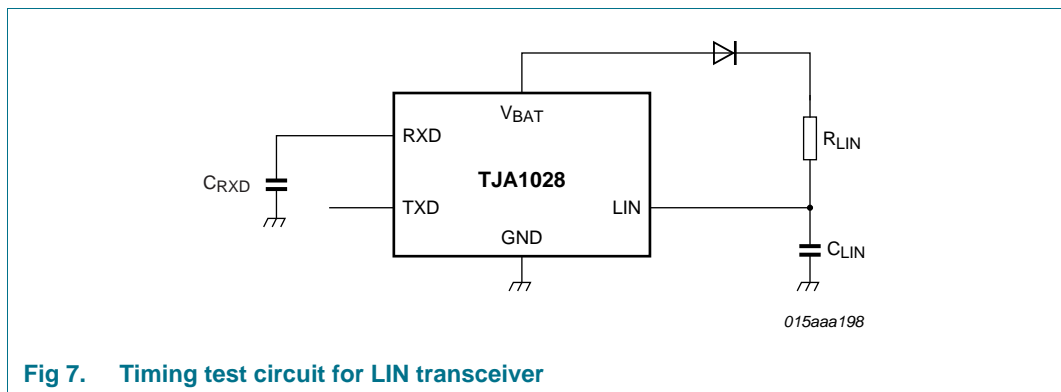 VBAT
RXD
RLIN
TJA1028
CRXD
TXD
LIN
GND
CLIN
015aaa198
Fig 7. Timing test circuit for LIN transceiver